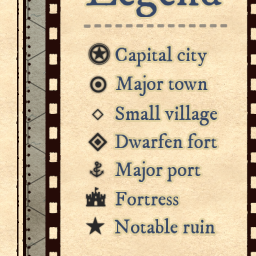 Legend
Capital city
Major town
Small village
Dwarfen fort
Major port
Fortress
Notable ruin